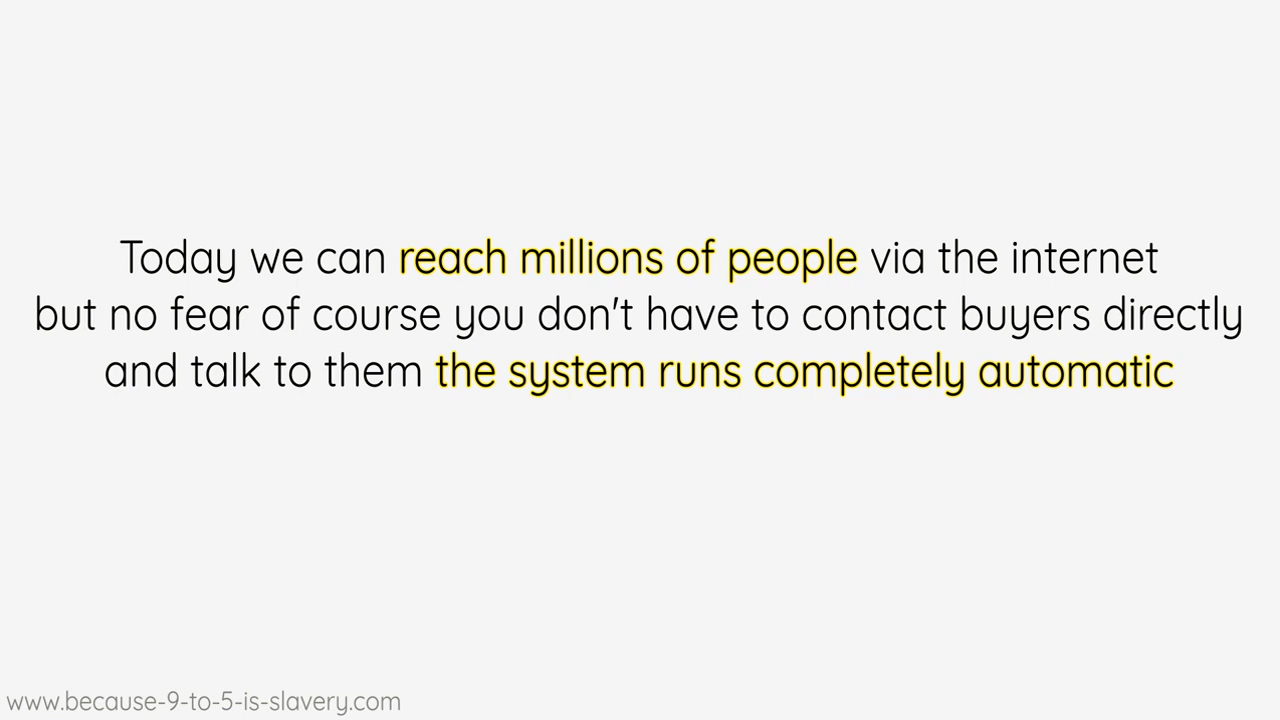 Today we can reach millions of people via the internet
but no fear of course you don't have to contact buyers directly
and talk to them the system runs completely automatic
www.because-9-to-5-is-slavery.com